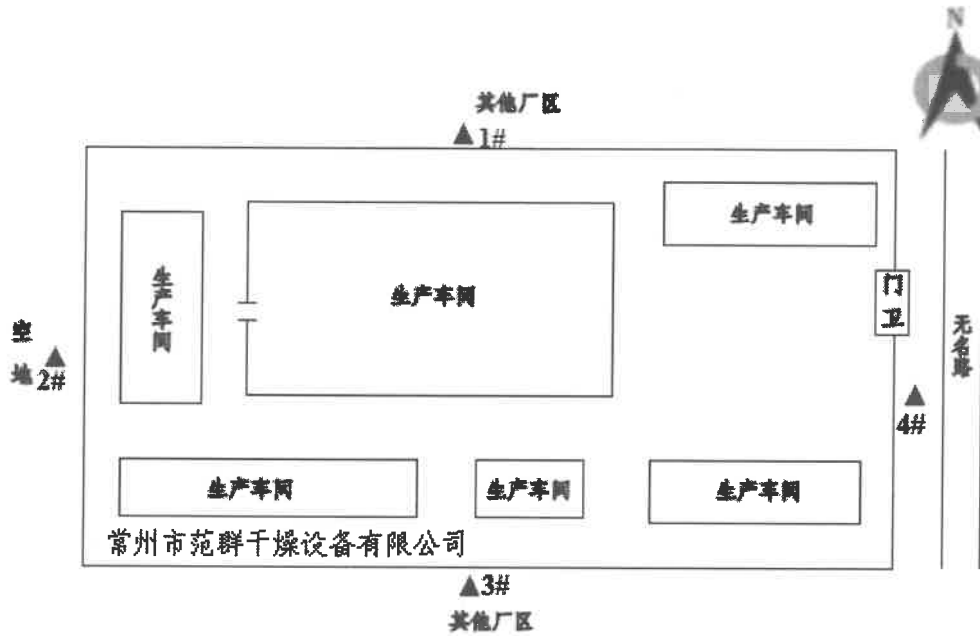 N
其他厂区
▲1#
生产车间
生产车间
生产车间
门卫
空地
▲2#
无名路
▲4#
生产车间
生产车间
生产车间
常州市范群干燥设备有限公司
▲3#
其他厂区